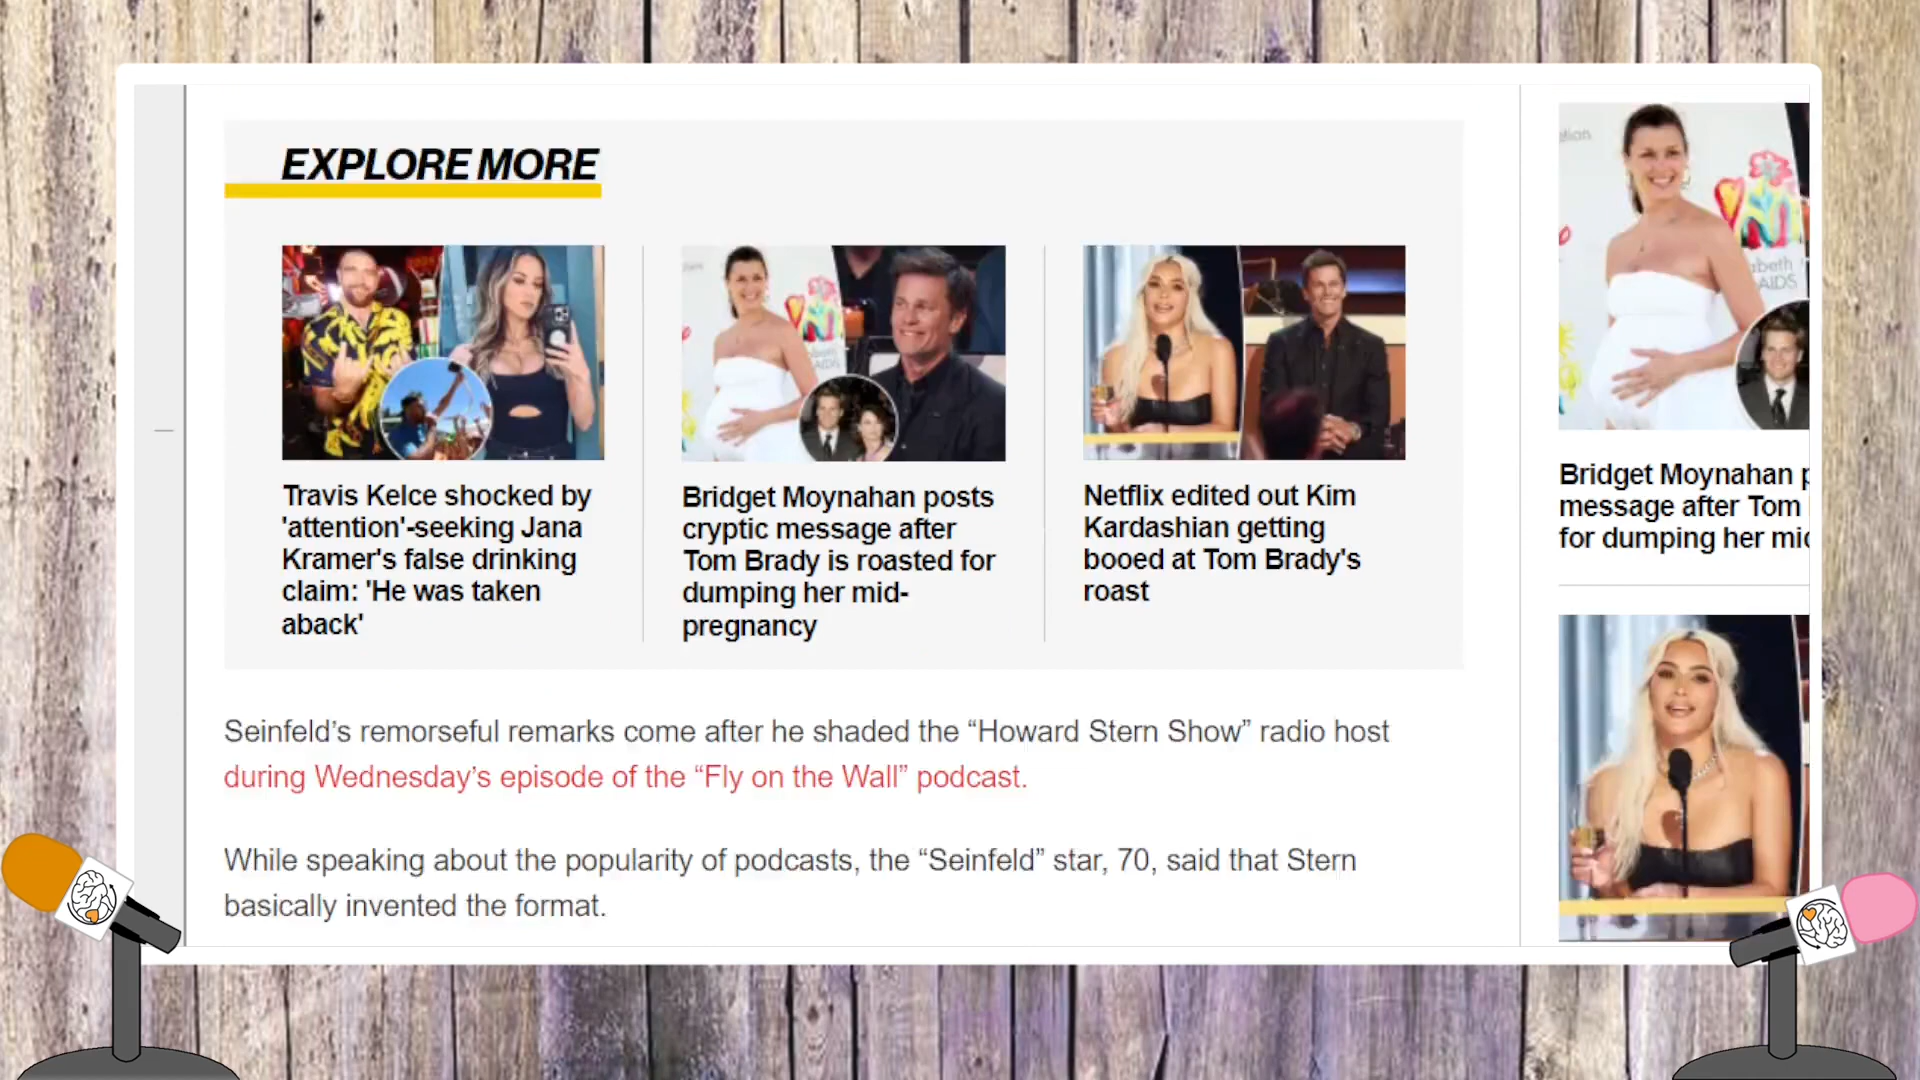 EXPLORE MORE
Travis Kelce shocked by
'attention'-seeking Jana
Kramer's false drinking
claim: 'He was taken
aback'
Bridget Moynahan posts
cryptic message after
Tom Brady is roasted for
dumping her mid-
pregnancy
Netflix edited out Kim
Kardashian getting
booed at Tom Brady's
roast
Seinfeld’s remorseful remarks come after he shaded the “Howard Stern Show” radio host
during Wednesday’s episode of the “Fly on the Wall” podcast.
While speaking about the popularity of podcasts, the “Seinfeld” star, 70, said that Stern
basically invented the format.
abeth
AIDS
Bridget Moynahan p
message after Tom
for dumping her mid